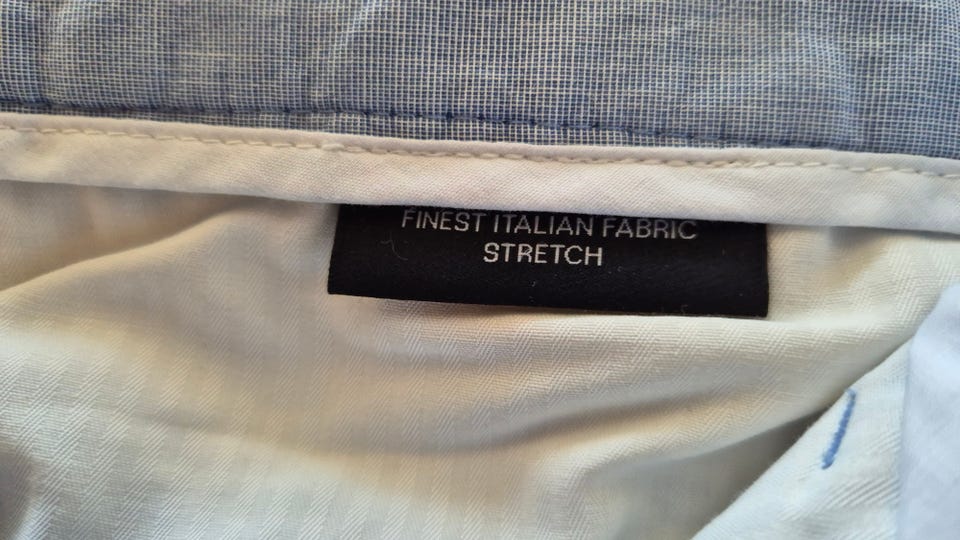 FINEST ITALIAN FABRIC
STRETCH